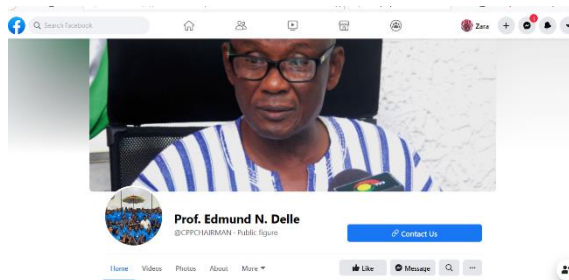 Search Facebook
Zara
Prof. Edmund N. Delle
@CPPCHAIRMAN · Public figure
Contact Us
Home Videos Photos About More
Like Message